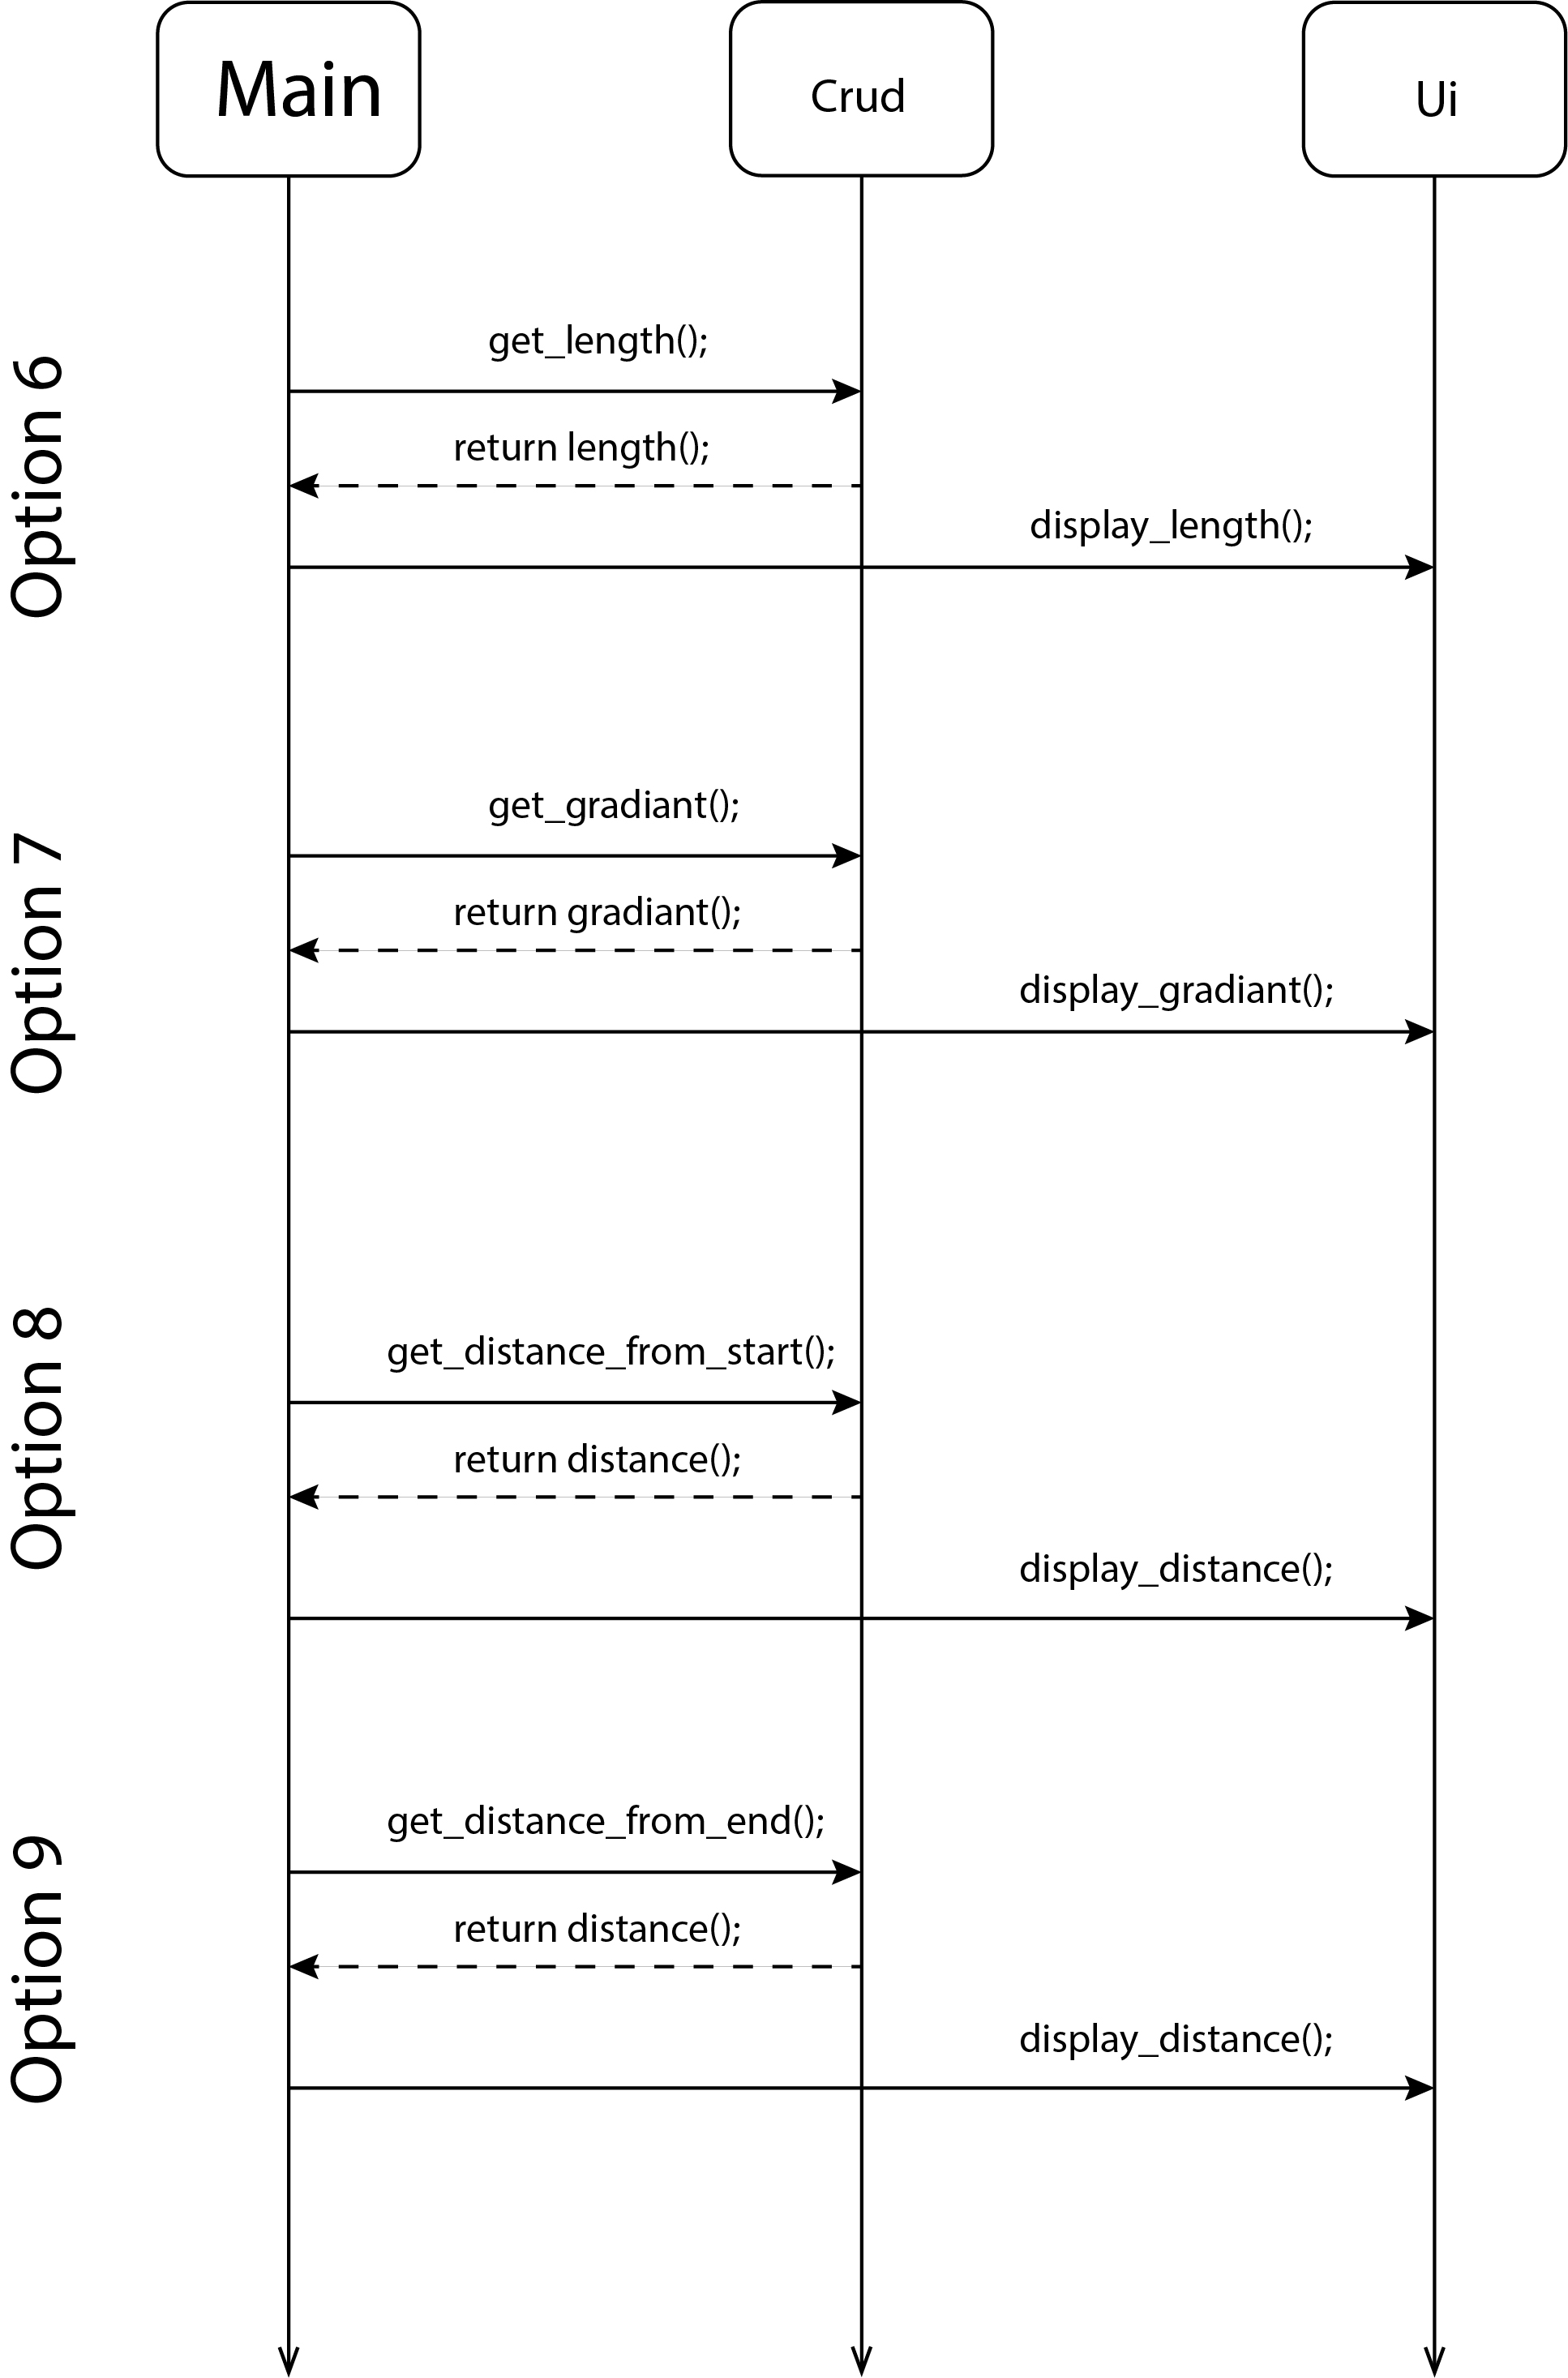 Main
Crud
Ui
Option 6
get_length();
return length();
display_length();
Option 7
get_gradiant();
return gradiant();
display_gradiant();
Option 8
get_distance_from_start();
return distance();
display_distance();
Option 9
get_distance_from_end();
return distance();
display_distance();